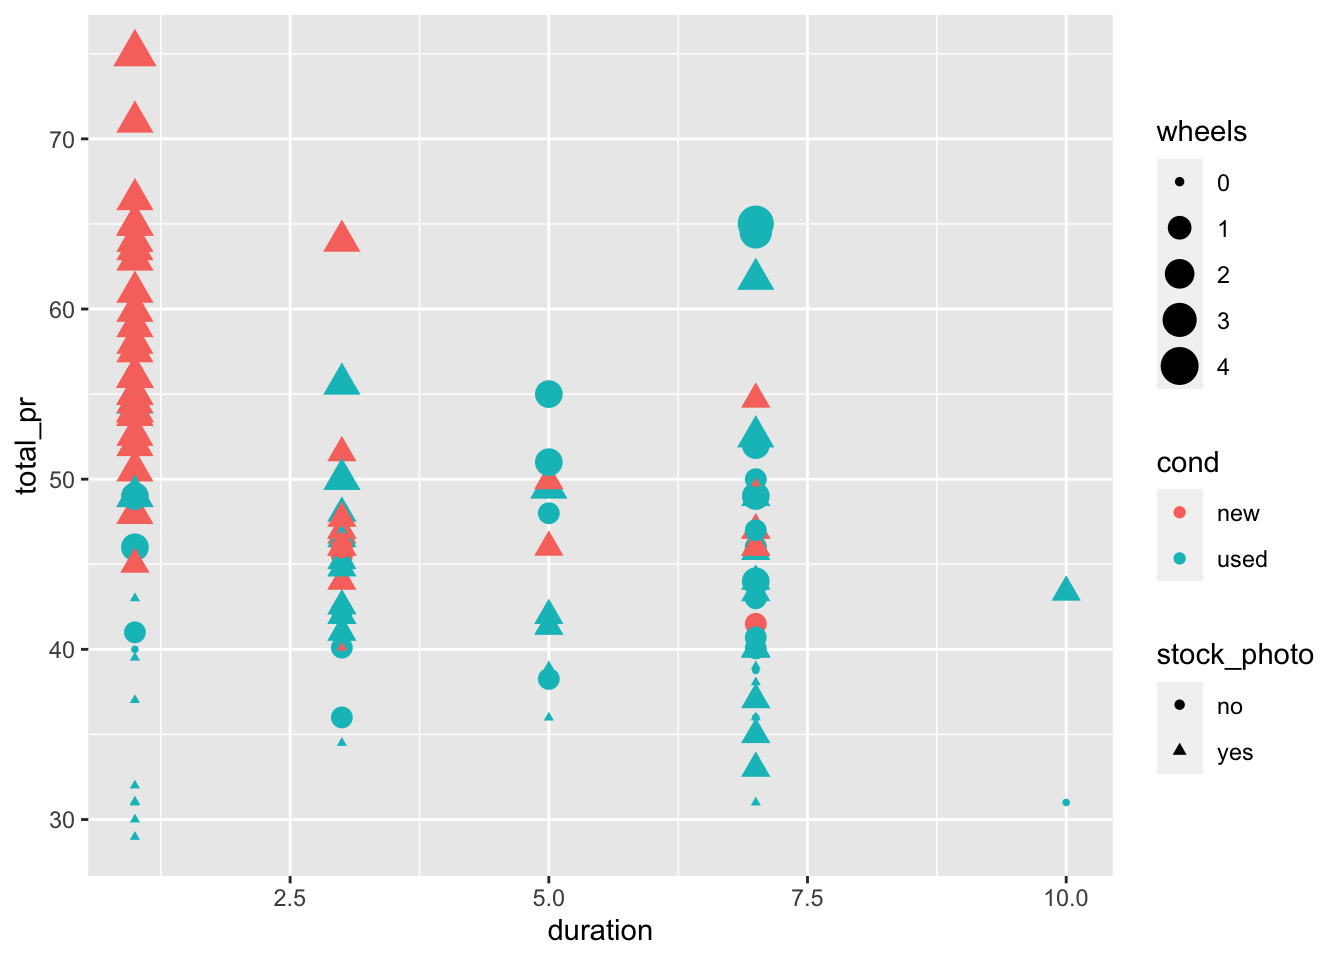 total_pr
70
60
50
40
30
2.5
5.0
7.5
10.0
duration
wheels
0
1
2
3
4
cond
new
used
stock_photo
no
yes